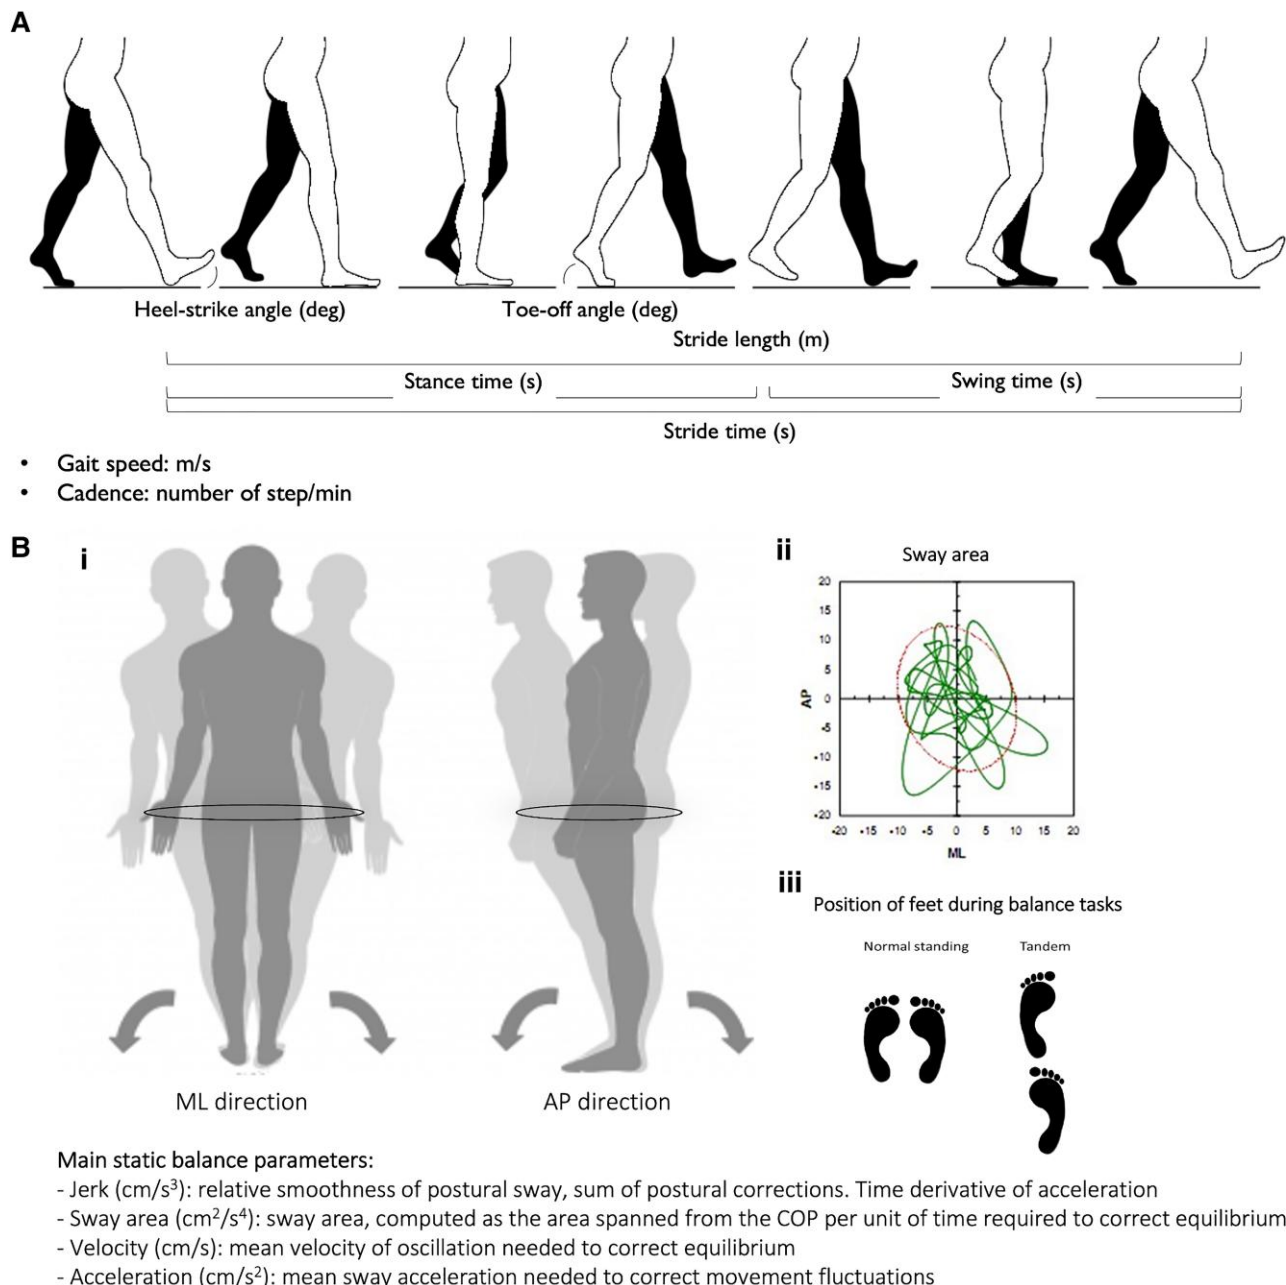 A
Heel-strike angle (deg)
Toe-off angle (deg)
Stride length (m)
Stance time (s)
Swing time (s)
Stride time (s)
• Gait speed: m/s
• Cadence: number of step/min
B
i
ML direction
AP direction
ii
Sway area
20
15
10
5
0
-5
-10
-15
-20
AP
-20 -15 -10 -5 0 5 10 15 20
ML
iii
Position of feet during balance tasks
Normal standing
Tandem
Main static balance parameters:
- Jerk (cm/s³): relative smoothness of postural sway, sum of postural corrections. Time derivative of acceleration
- Sway area (cm²/s⁴): sway area, computed as the area spanned from the COP per unit of time required to correct equilibrium
- Velocity (cm/s): mean velocity of oscillation needed to correct equilibrium
- Acceleration (cm/s²): mean sway acceleration needed to correct movement fluctuations